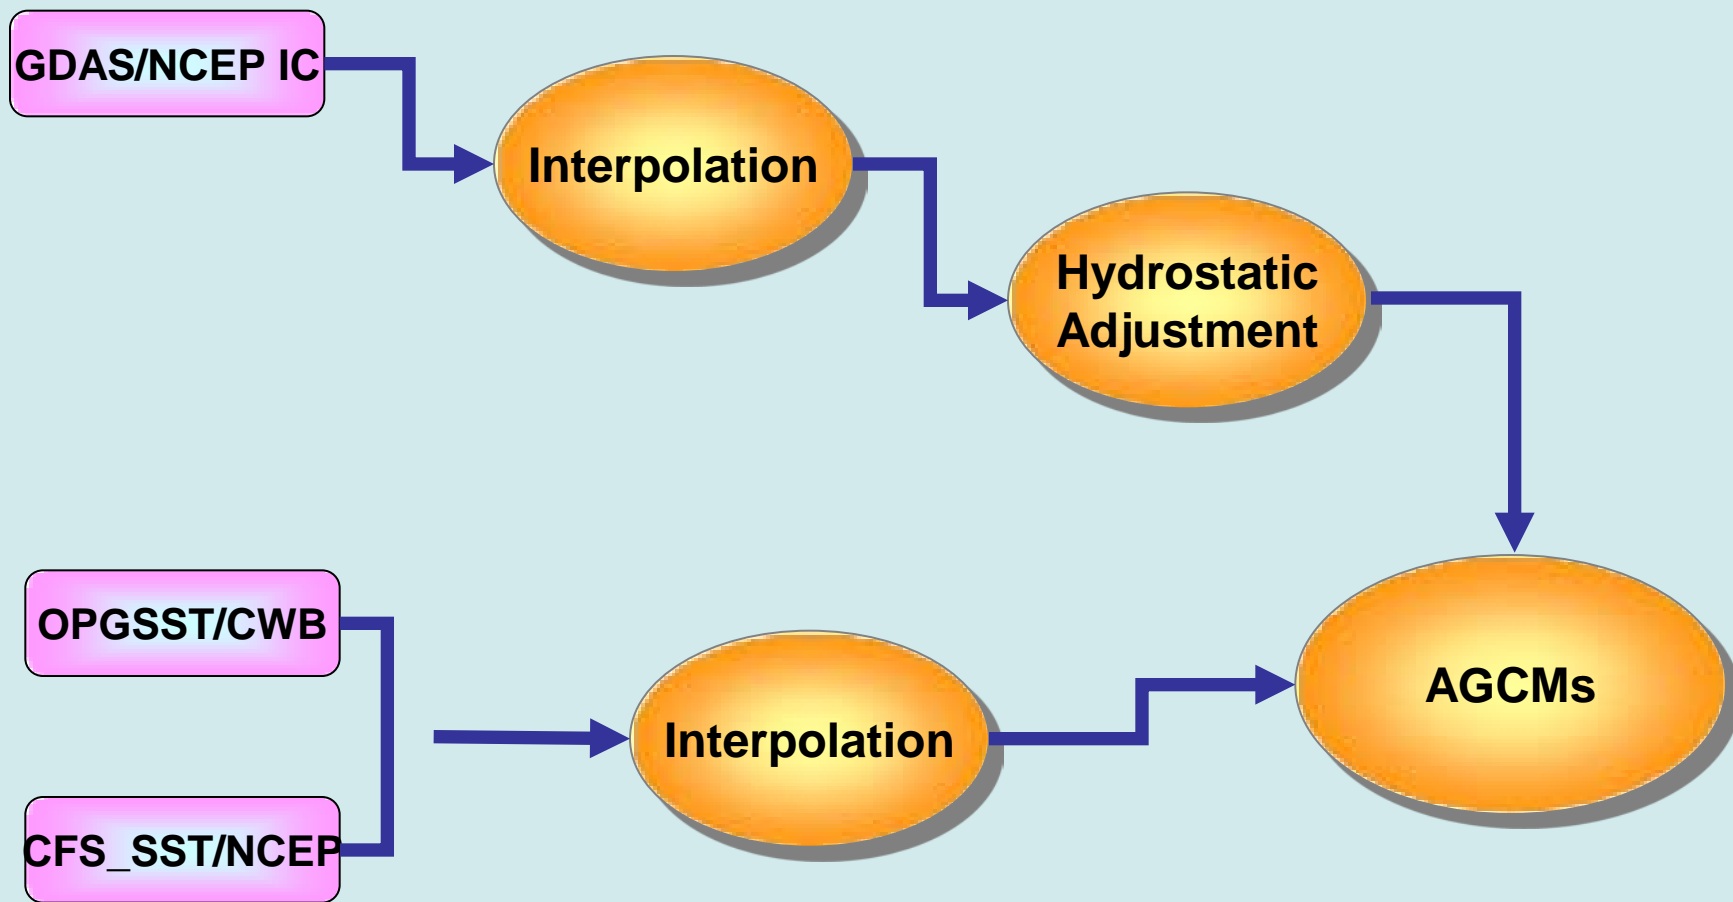 GDAS/NCEP IC
Interpolation
Hydrostatic
Adjustment
OPGSST/CWB
Interpolation
AGCMs
CFS_SST/NCEP